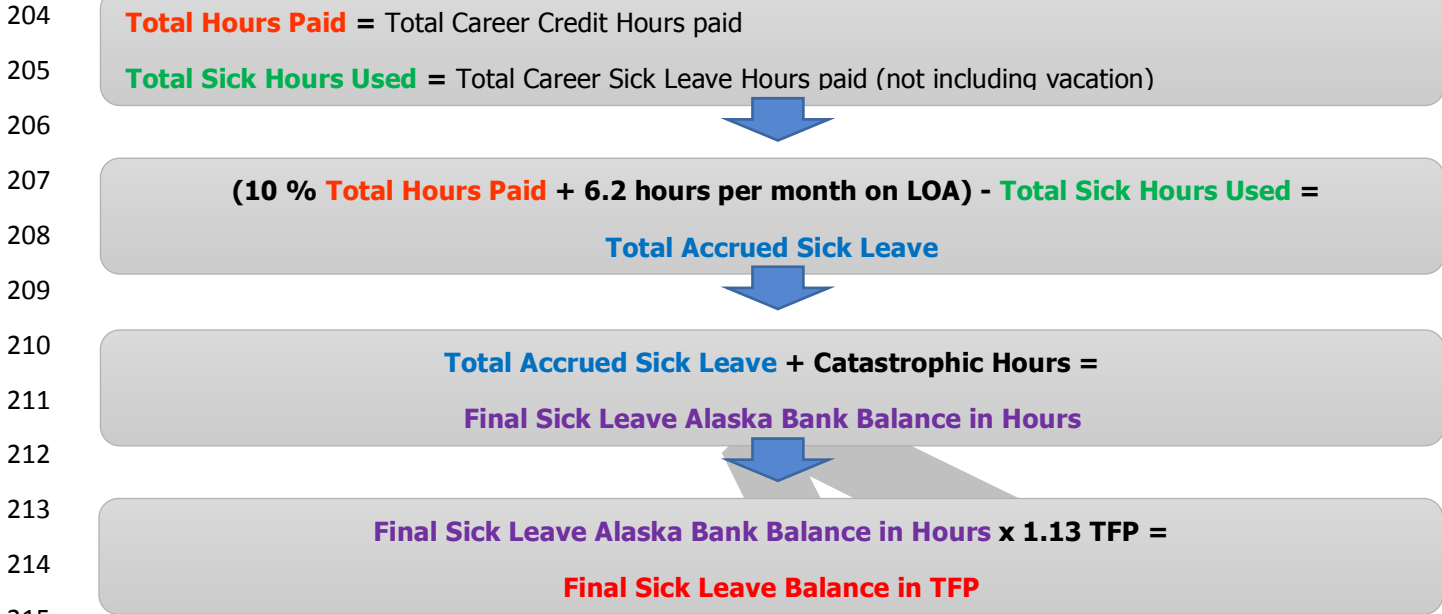 204 Total Hours Paid = Total Career Credit Hours paid
205 Total Sick Hours Used = Total Career Sick Leave Hours paid (not including vacation)
206
207 (10 % Total Hours Paid + 6.2 hours per month on LOA) - Total Sick Hours Used =
208 Total Accrued Sick Leave
209
210 Total Accrued Sick Leave + Catastrophic Hours =
211 Final Sick Leave Alaska Bank Balance in Hours
212
213 Final Sick Leave Alaska Bank Balance in Hours x 1.13 TFP =
214 Final Sick Leave Balance in TFP
215